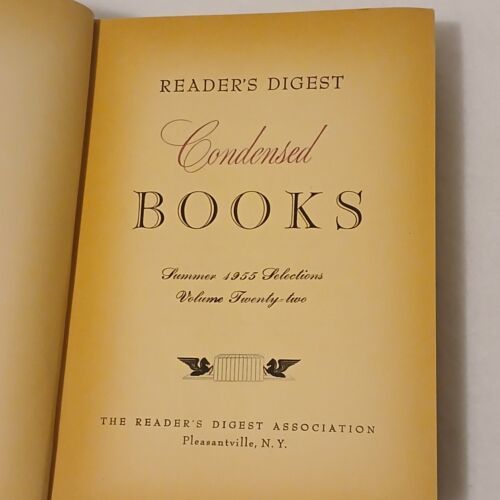 READER'S DIGEST
Condensed
BOOKS
Summer 1955 Selections
Volume Twenty-two
THE READER'S DIGEST ASSOCIATION
Pleasantville, N. Y.